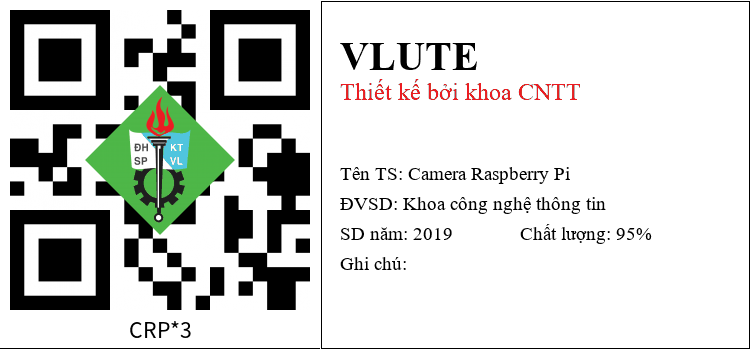 ĐH KT
SP VL
CRP*3
VLUTE
Thiết kế bởi khoa CNTT
Tên TS: Camera Raspberry Pi
ĐVSD: Khoa công nghệ thông tin
SD năm: 2019 Chất lượng: 95%
Ghi chú: